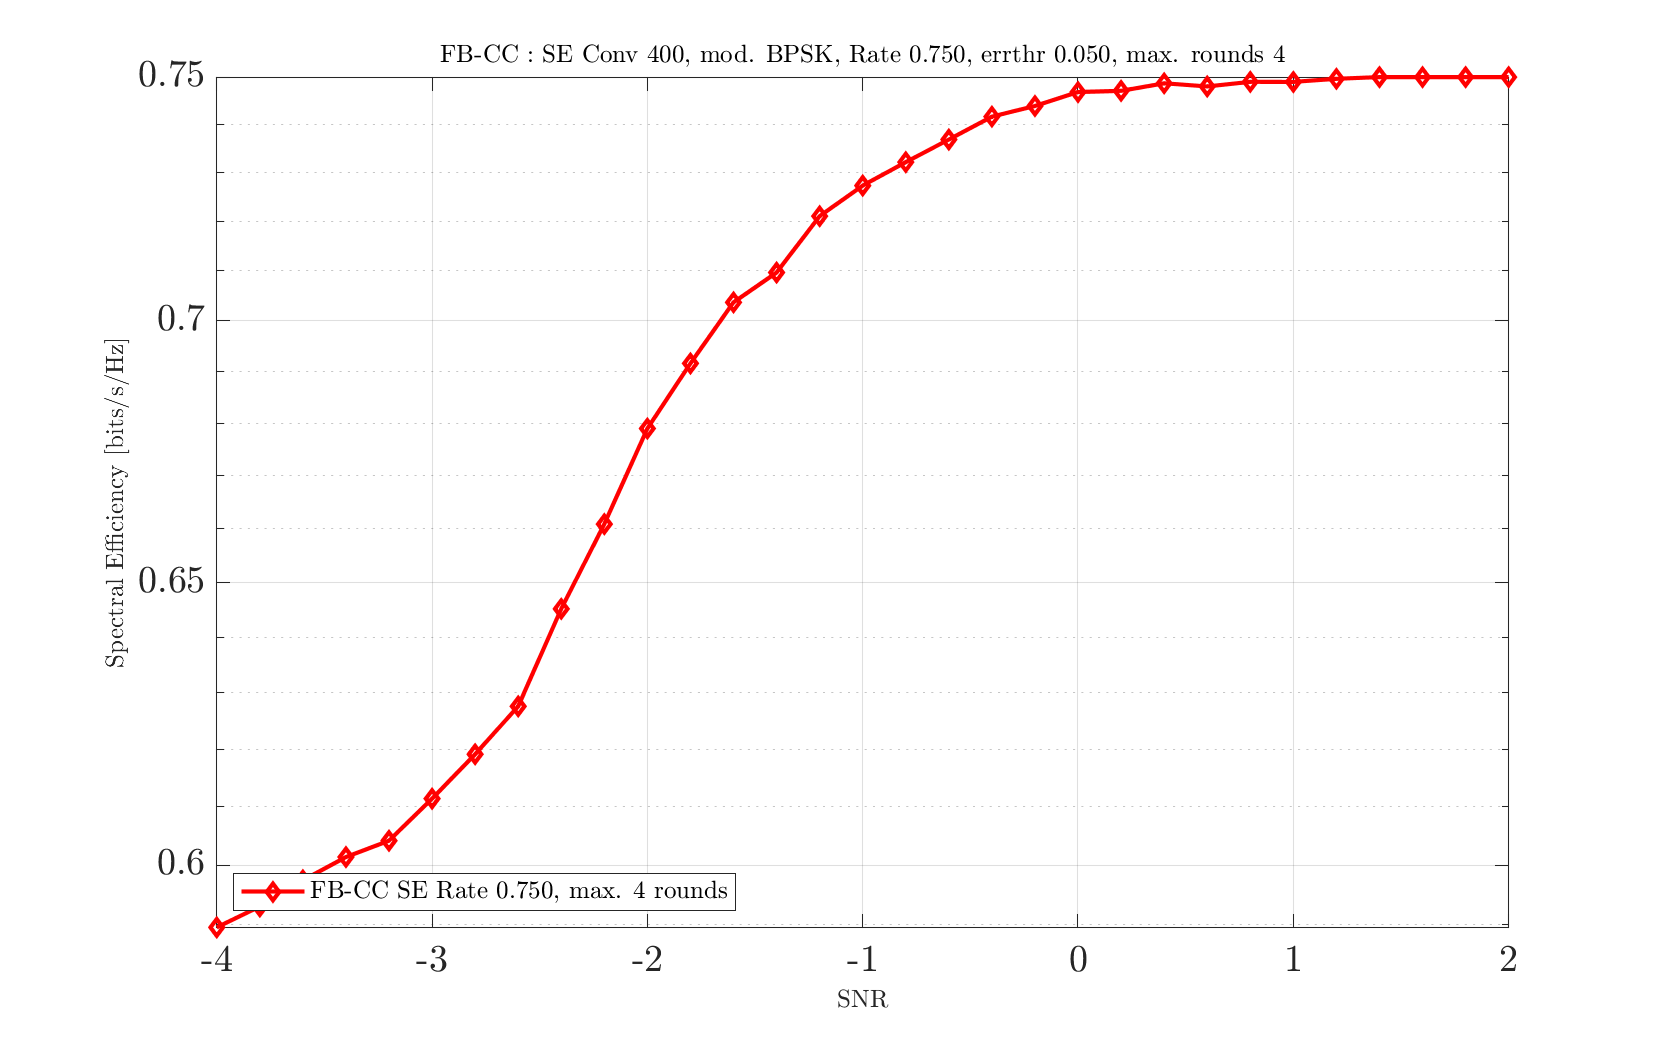 FB-CC : SE Conv 400, mod. BPSK, Rate 0.750, errthr 0.050, max. rounds 4
0.75
0.7
0.65
0.6
Spectral Efficiency [bits/s/Hz]
FB-CC SE Rate 0.750, max. 4 rounds
-4 -3 -2 -1 0 1 2
SNR